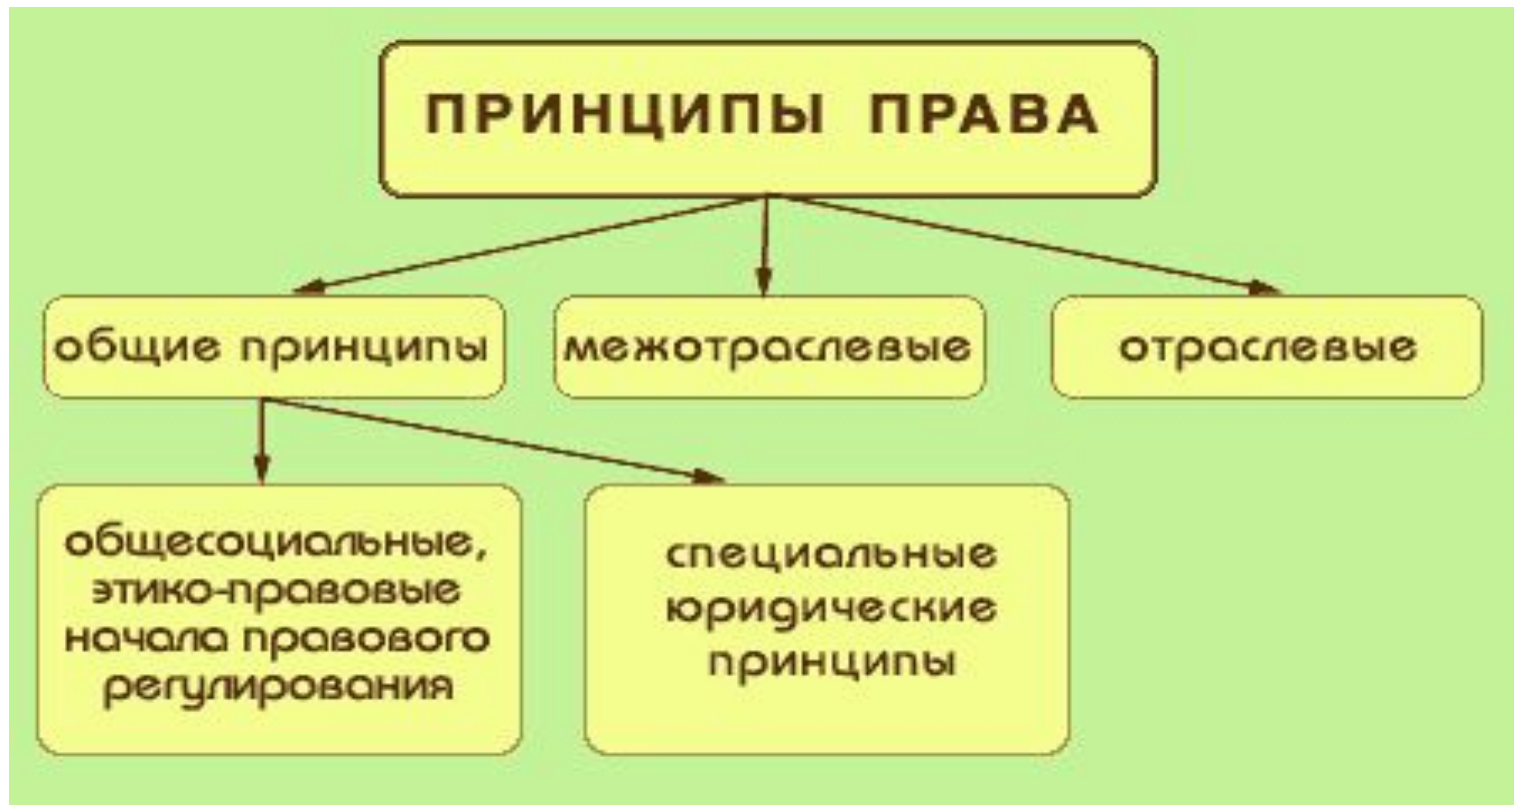 ПРИНЦИПЫ ПРАВА
общие принципы
межотраслевые
отраслевые
общесоциальные,
этико-правовые
начала правового
регулирования
специальные
юридические
принципы